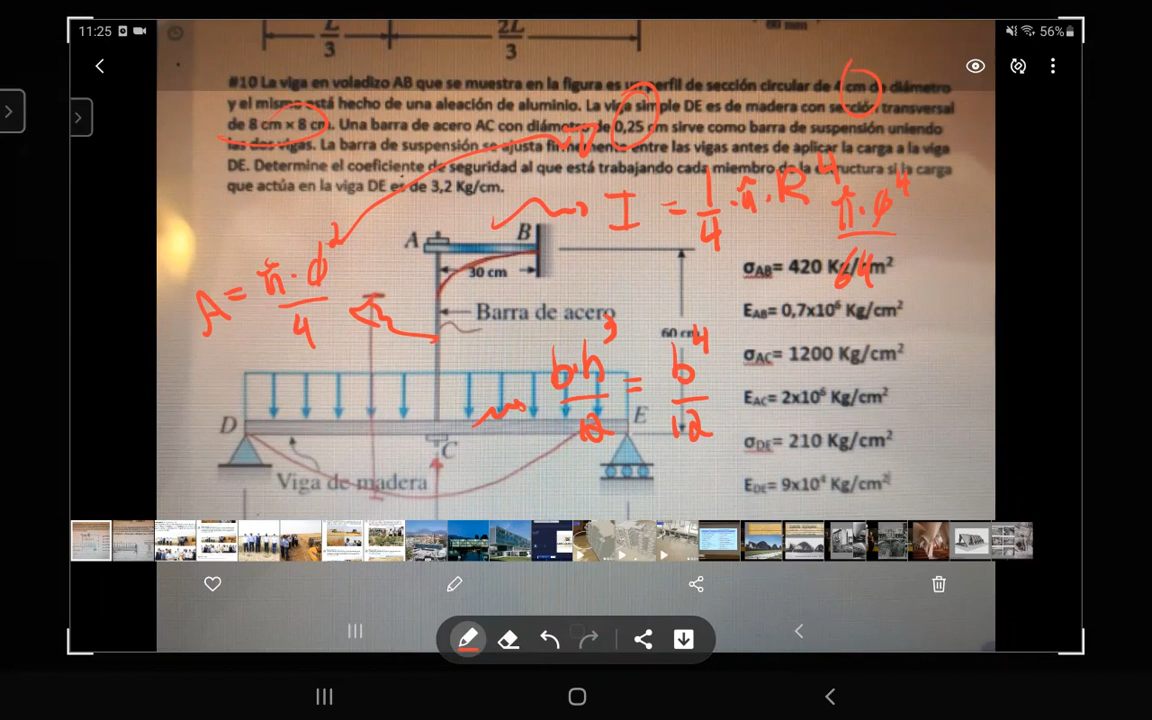 11:25
56%
L/3
2L/3
60 mm
#10 La viga en voladizo AB que se muestra en la figura es un perfil de sección circular de 4 cm de diámetro
y el mismo está hecho de una aleación de aluminio. La viga simple DE es de madera con sección transversal
de 8 cm × 8 cm. Una barra de acero AC con diámetro de 0,25 cm sirve como barra de suspensión uniendo
las dos vigas. La barra de suspensión se ajusta firmemente entre las vigas antes de aplicar la carga a la viga
DE. Determine el coeficiente de seguridad al que está trabajando cada miembro de la estructura si la carga
que actúa en la viga DE es de 3,2 Kg/cm.
I = 1/4 · π · R⁴
π · ϕ⁴/64
A B
30 cm
A = π · ϕ²/4
Barra de acero
60 cm
b·h³/12 = b⁴/12
D
E
C
Viga de madera
σAB= 420 Kg/cm²
EAB= 0,7x10⁶ Kg/cm²
σAC= 1200 Kg/cm²
EAC= 2x10⁶ Kg/cm²
σDE= 210 Kg/cm²
EDE= 9x10⁴ Kg/cm²